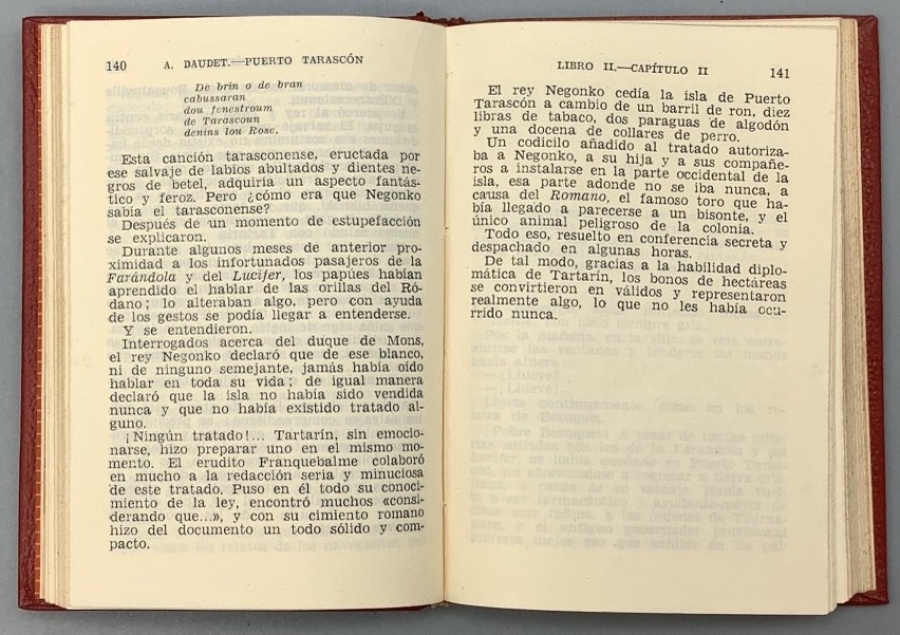 140 A. DAUDET.—PUERTO TARASCÓN
De brin o de bran
cabussaran
dou fenestroum
de Tarascoun
denins lou Rose.
Esta canción tarasconense, eructada por
ese salvaje de labios abultados y dientes ne-
gros de betel, adquiría un aspecto fantás-
tico y feroz. Pero ¿cómo era que Negonko
sabía el tarasconense?
Después de un momento de estupefacción
se explicaron.
Durante algunos meses de anterior pro-
ximidad a los infortunados pasajeros de la
Farándola y del Lucifer, los papúes habían
aprendido el hablar de las orillas del Ró-
dano; lo alteraban algo, pero con ayuda
de los gestos se podía llegar a entenderse.
Y se entendieron.
Interrogados acerca del duque de Mons,
el rey Negonko declaró que de ese blanco,
ni de ninguno semejante, jamás había oído
hablar en toda su vida; de igual manera
declaró que la isla no había sido vendida
nunca y que no había existido tratado al-
guno.
¡Ningún tratado!... Tartarín, sin emocio-
narse, hizo preparar uno en el mismo mo-
mento. El erudito Franquebalme colaboró
en mucho a la redacción seria y minuciosa
de este tratado. Puso en él todo su conoci-
miento de la ley, encontró muchos «consi-
derando que...», y con su cimiento romano
hizo del documento un todo sólido y com-
pacto.
LIBRO II.—CAPÍTULO II 141
El rey Negonko cedía la isla de Puerto
Tarascón a cambio de un barril de ron, diez
libras de tabaco, dos paraguas de algodón
y una docena de collares de perro.
Un codicilo añadido al tratado autoriza-
ba a Negonko, a su hija y a sus compañe-
ros a instalarse en la parte occidental de la
isla, esa parte adonde no se iba nunca, a
causa del Romano, el famoso toro que ha-
bía llegado a parecerse a un bisonte, y el
único animal peligroso de la colonia.
Todo eso, resuelto en conferencia secreta y
despachado en algunas horas.
De tal modo, gracias a la habilidad diplo-
mática de Tartarín, los bonos de hectáreas
se convirtieron en válidos y representaron
realmente algo, lo que no les había ocu-
rrido nunca.